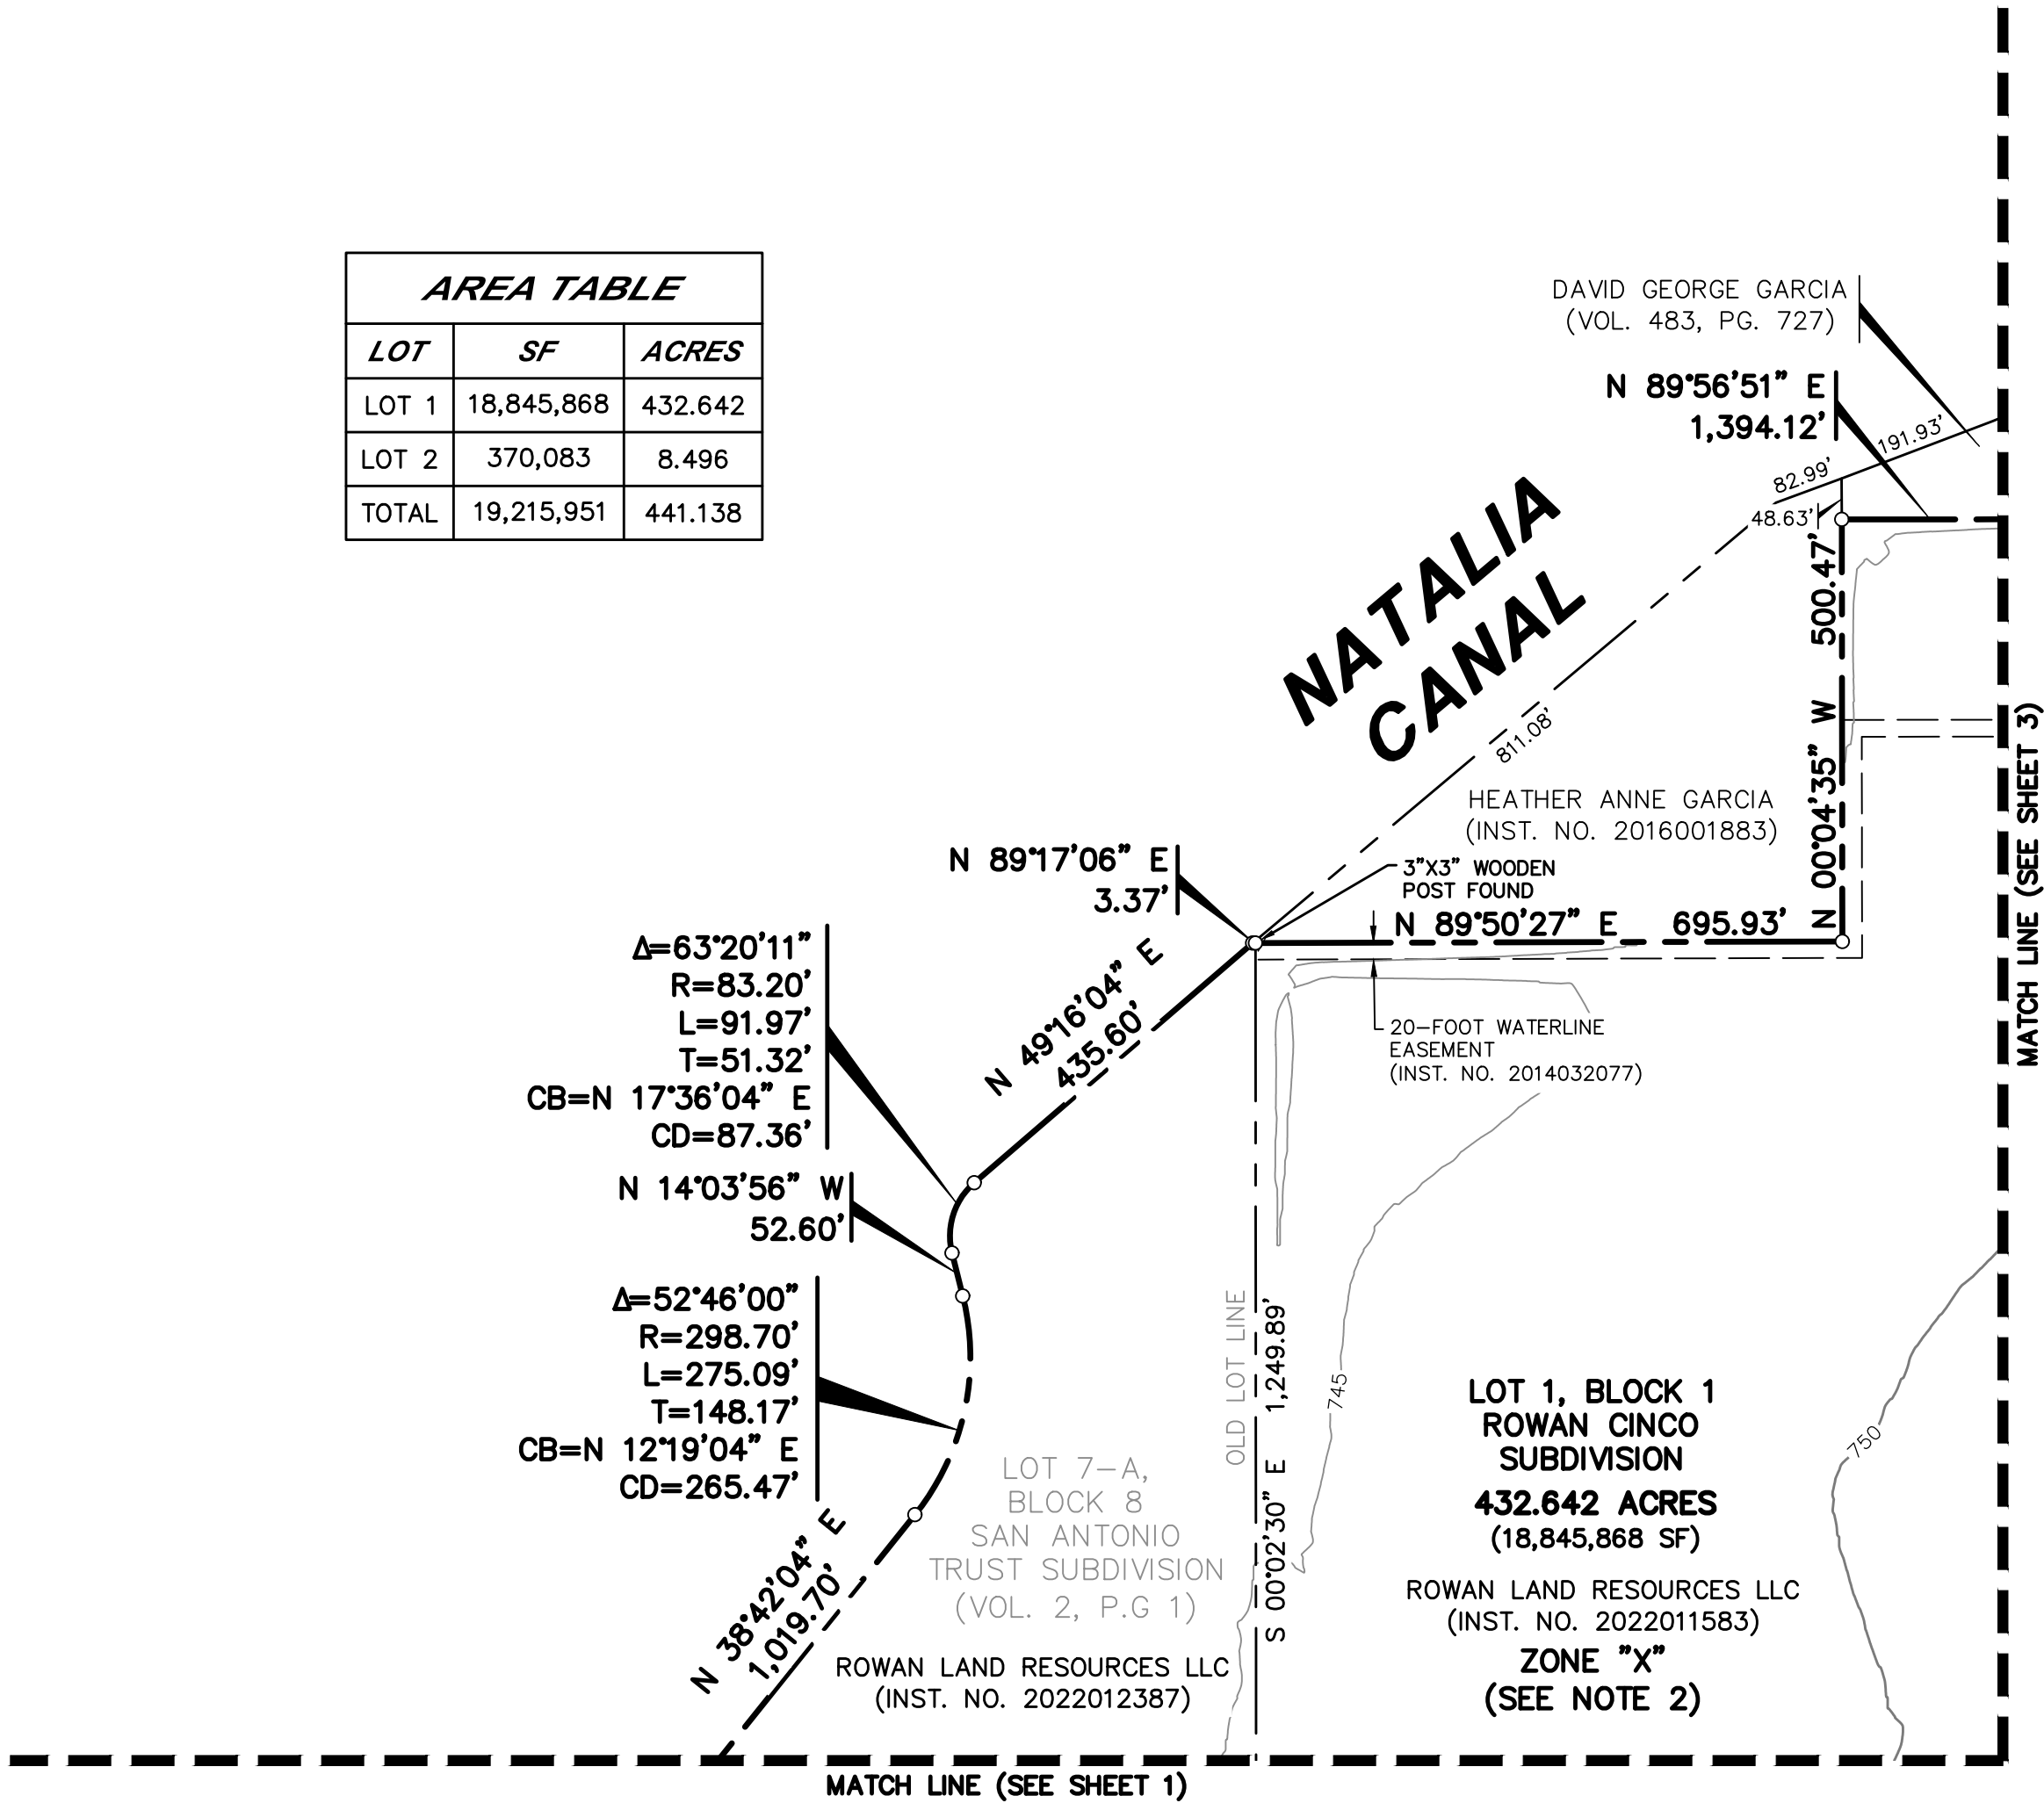 AREA TABLE
LOT SF ACRES
LOT 1 18,845,868 432.642
LOT 2 370,083 8.496
TOTAL 19,215,951 441.138
DAVID GEORGE GARCIA
(VOL. 483, PG. 727)
N 89°56'51" E
1,394.12'
191.93'
82.99'
48.63'
NATALIA
CANAL
811.08'
N 00°04'35" W 500.47'
HEATHER ANNE GARCIA
(INST. NO. 2016001883)
MATCH LINE (SEE SHEET 3)
N 89°17'06" E
3.37'
3"X3" WOODEN
POST FOUND
N 89°50'27" E 695.93'
Δ=63°20'11"
R=83.20'
L=91.97'
T=51.32'
CB=N 17°36'04" E
CD=87.36'
N 49°16'04" E
435.60'
20-FOOT WATERLINE
EASEMENT
(INST. NO. 2014032077)
N 14°03'56" W
52.60'
Δ=52°46'00"
R=298.70'
L=275.09'
T=148.17'
CB=N 12°19'04" E
CD=265.47'
OLD LOT LINE
S 00°02'30" E 1,249.89'
745
750
LOT 1, BLOCK 1
ROWAN CINCO
SUBDIVISION
432.642 ACRES
(18,845,868 SF)
ROWAN LAND RESOURCES LLC
(INST. NO. 2022011583)
ZONE "X"
(SEE NOTE 2)
LOT 7-A,
BLOCK 8
SAN ANTONIO
TRUST SUBDIVISION
(VOL. 2, P.G 1)
N 38°42'04" E
1,019.70'
ROWAN LAND RESOURCES LLC
(INST. NO. 2022012387)
MATCH LINE (SEE SHEET 1)